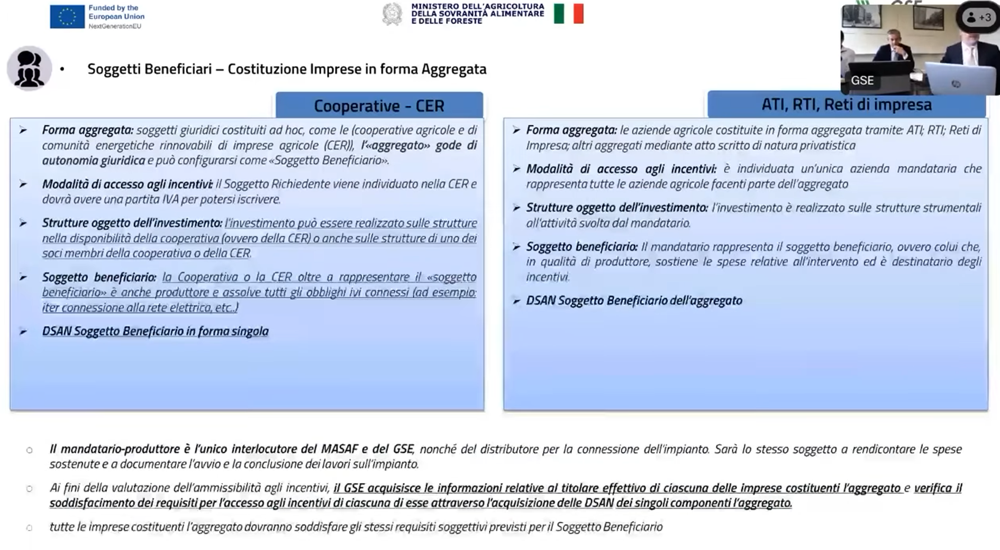 Funded by the
European Union
NextGenerationEU
MINISTERO DELL'AGRICOLTURA
DELLA SOVRANITÀ ALIMENTARE
E DELLE FORESTE
+3
GSE
• Soggetti Beneficiari – Costituzione Imprese in forma Aggregata
Cooperative - CER
➢ Forma aggregata: soggetti giuridici costituiti ad hoc, come le (cooperative agricole e di
comunità energetiche rinnovabili di imprese agricole (CER)), l'«aggregato» gode di
autonomia giuridica e può configurarsi come «Soggetto Beneficiario».
➢ Modalità di accesso agli incentivi: il Soggetto Richiedente viene individuato nella CER e
dovrà avere una partita IVA per potersi iscrivere.
➢ Strutture oggetto dell'investimento: l'investimento può essere realizzato sulle strutture
nella disponibilità della cooperativa (ovvero della CER) o anche sulle strutture di uno dei
soci membri della cooperativa o della CER.
➢ Soggetto beneficiario: la Cooperativa o la CER oltre a rappresentare il «soggetto
beneficiario» è anche produttore e assolve tutti gli obblighi ivi connessi (ad esempio:
iter connessione alla rete elettrica, etc..)
➢ DSAN Soggetto Beneficiario in forma singola
ATI, RTI, Reti di impresa
➢ Forma aggregata: le aziende agricole costituite in forma aggregata tramite: ATI; RTI; Reti di
Impresa; altri aggregati mediante atto scritto di natura privatistica
➢ Modalità di accesso agli incentivi: è individuata un'unica azienda mandataria che
rappresenta tutte le aziende agricole facenti parte dell'aggregato
➢ Strutture oggetto dell'investimento: l'investimento è realizzato sulle strutture strumentali
all'attività svolta dal mandatario.
➢ Soggetto beneficiario: Il mandatario rappresenta il soggetto beneficiario, ovvero colui che,
in qualità di produttore, sostiene le spese relative all'intervento ed è destinatario degli
incentivi.
➢ DSAN Soggetto Beneficiario dell'aggregato
○ Il mandatario-produttore è l'unico interlocutore del MASAF e del GSE, nonché del distributore per la connessione dell'impianto. Sarà lo stesso soggetto a rendicontare le spese
sostenute e a documentare l'avvio e la conclusione dei lavori sull'impianto.
○ Ai fini della valutazione dell'ammissibilità agli incentivi, il GSE acquisisce le informazioni relative al titolare effettivo di ciascuna delle imprese costituenti l'aggregato e verifica il
soddisfacimento dei requisiti per l'accesso agli incentivi di ciascuna di esse attraverso l'acquisizione delle DSAN dei singoli componenti l'aggregato.
○ tutte le imprese costituenti l'aggregato dovranno soddisfare gli stessi requisiti soggettivi previsti per il Soggetto Beneficiario